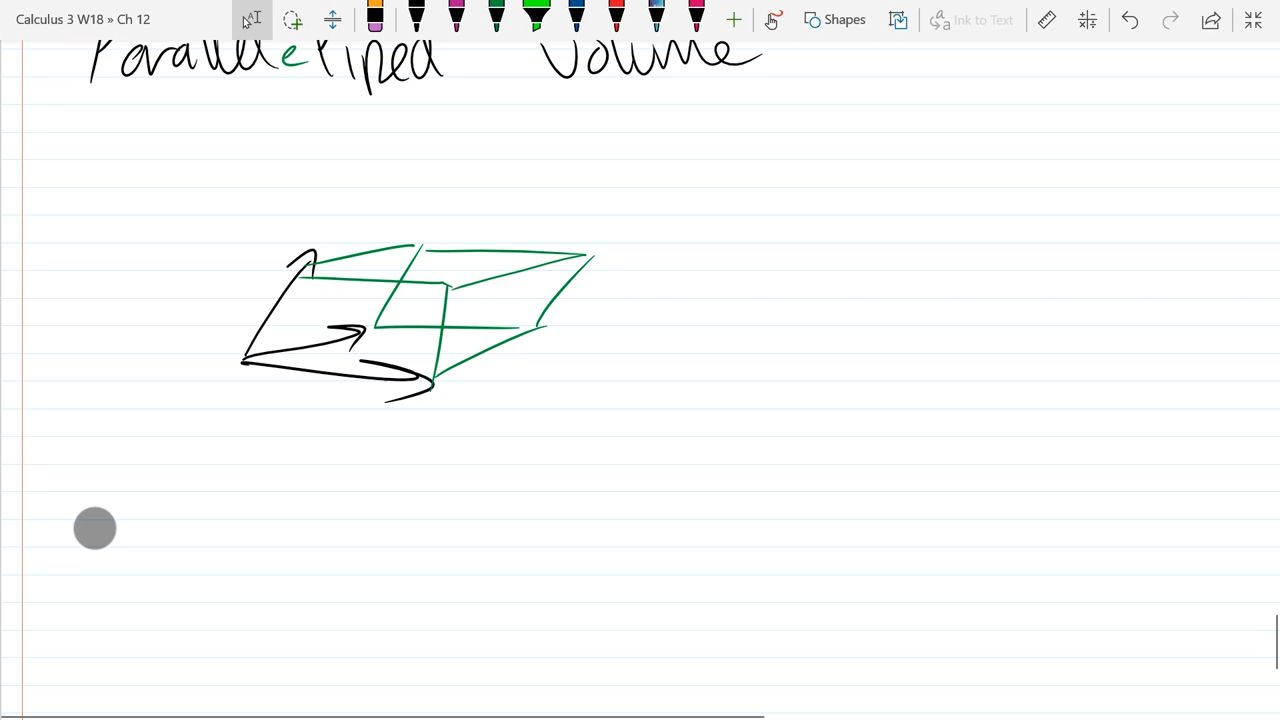 Calculus 3 W18 » Ch 12
Shapes
Ink to Text
Parallelepiped Volume